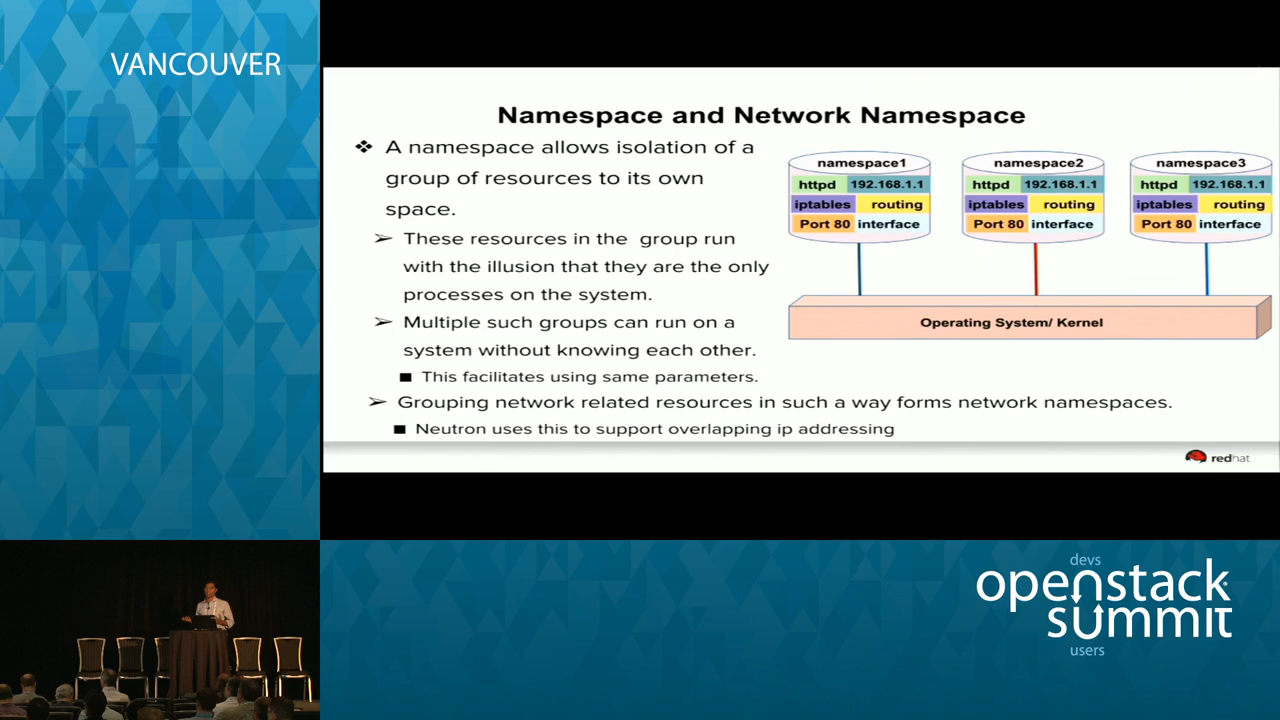 VANCOUVER
Namespace and Network Namespace
❖ A namespace allows isolation of a
group of resources to its own
space.
➢ These resources in the group run
with the illusion that they are the only
processes on the system.
➢ Multiple such groups can run on a
system without knowing each other.
■ This facilitates using same parameters.
➢ Grouping network related resources in such a way forms network namespaces.
■ Neutron uses this to support overlapping ip addressing
namespace1
httpd 192.168.1.1
iptables routing
Port 80 interface
namespace2
httpd 192.168.1.1
iptables routing
Port 80 interface
namespace3
httpd 192.168.1.1
iptables routing
Port 80 interface
Operating System/ Kernel
redhat
devs
openstack
summit
users